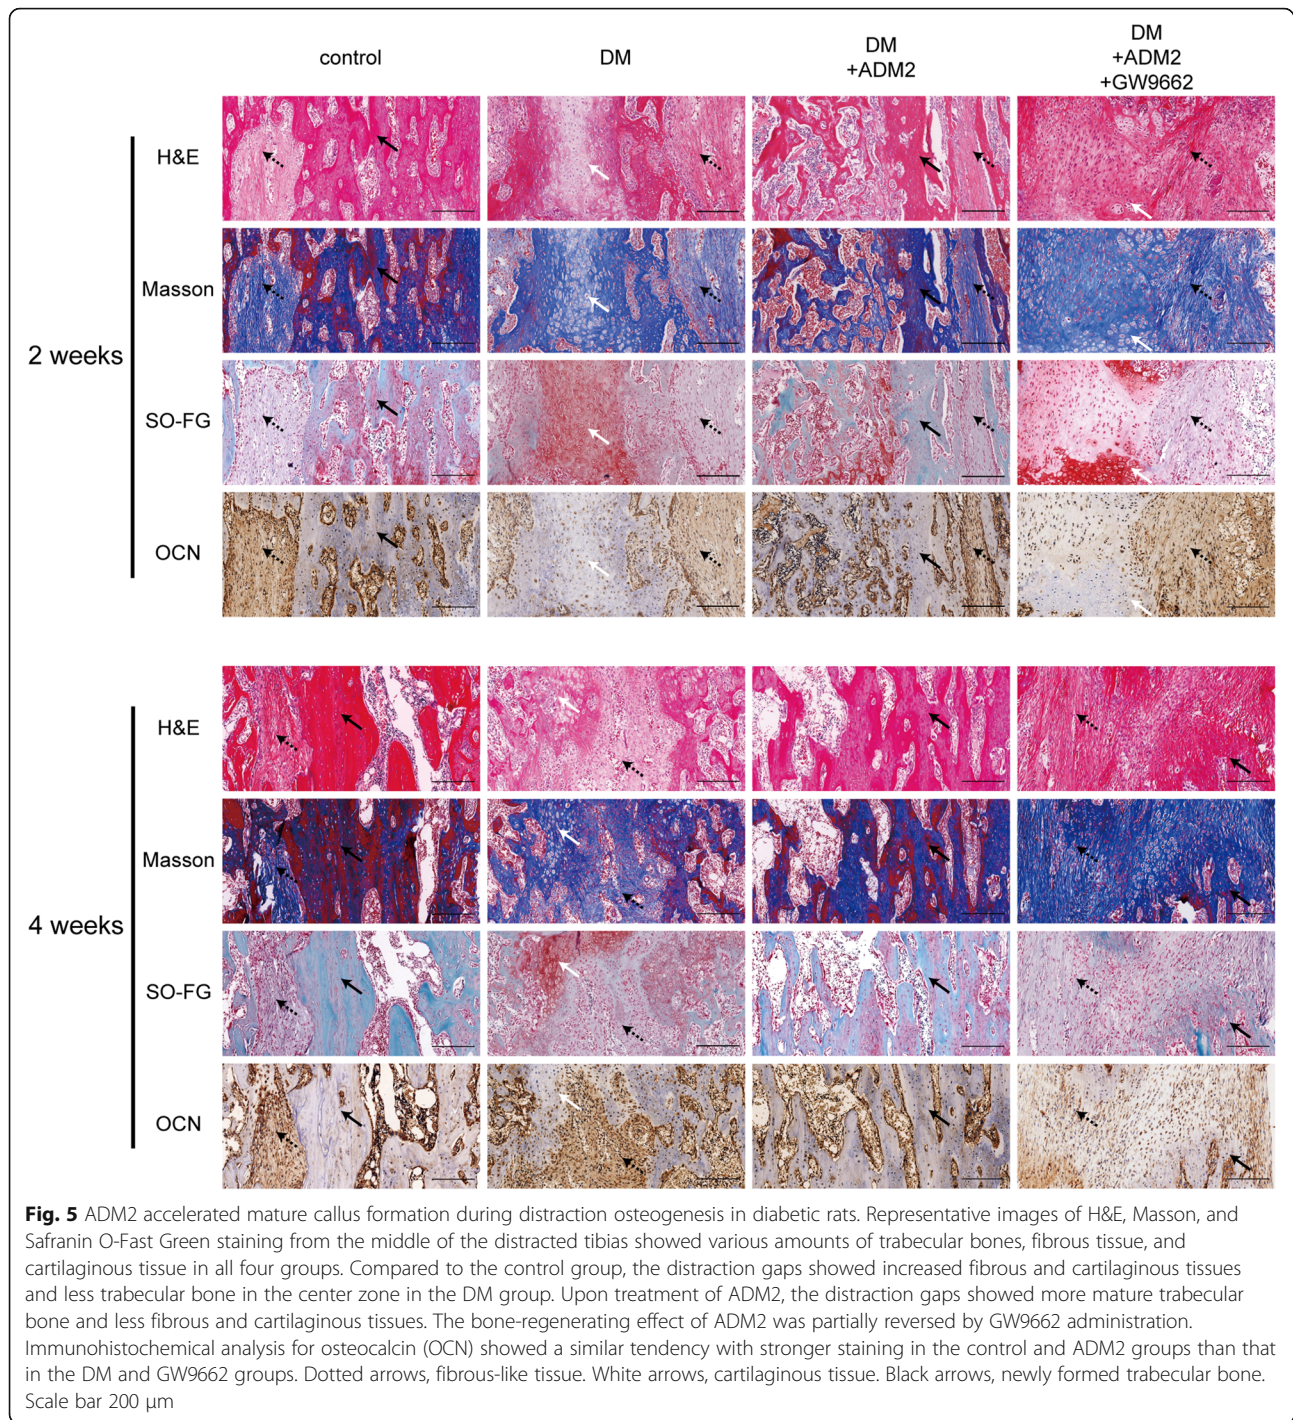 control
DM
DM
+ADM2
DM
+ADM2
+GW9662
2 weeks
H&E
Masson
SO-FG
OCN
4 weeks
H&E
Masson
SO-FG
OCN
Fig. 5 ADM2 accelerated mature callus formation during distraction osteogenesis in diabetic rats. Representative images of H&E, Masson, and
Safranin O-Fast Green staining from the middle of the distracted tibias showed various amounts of trabecular bones, fibrous tissue, and
cartilaginous tissue in all four groups. Compared to the control group, the distraction gaps showed increased fibrous and cartilaginous tissues
and less trabecular bone in the center zone in the DM group. Upon treatment of ADM2, the distraction gaps showed more mature trabecular
bone and less fibrous and cartilaginous tissues. The bone-regenerating effect of ADM2 was partially reversed by GW9662 administration.
Immunohistochemical analysis for osteocalcin (OCN) showed a similar tendency with stronger staining in the control and ADM2 groups than that
in the DM and GW9662 groups. Dotted arrows, fibrous-like tissue. White arrows, cartilaginous tissue. Black arrows, newly formed trabecular bone.
Scale bar 200 μm